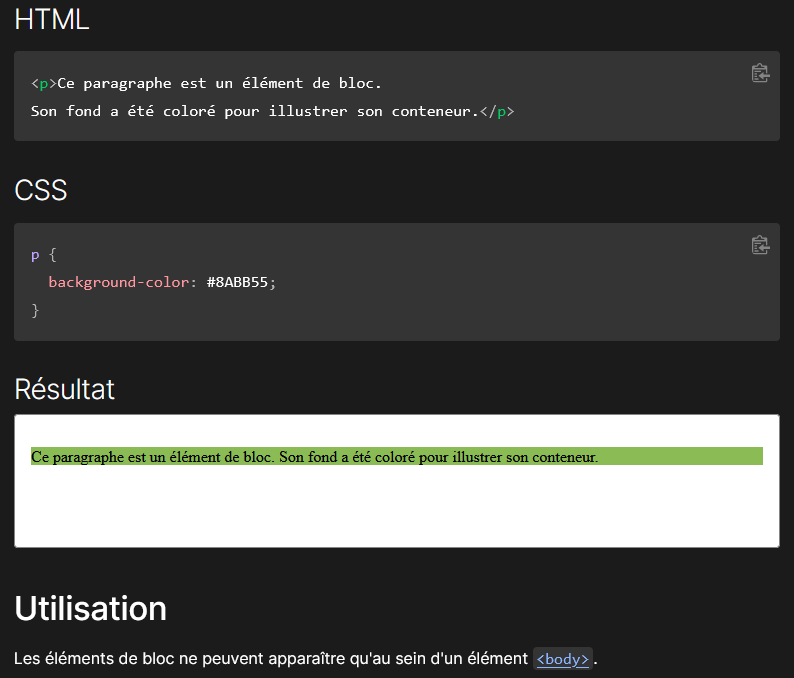 HTML
<p>Ce paragraphe est un élément de bloc.
Son fond a été coloré pour illustrer son conteneur.</p>
CSS
p {
  background-color: #8ABB55;
}
Résultat
Ce paragraphe est un élément de bloc. Son fond a été coloré pour illustrer son conteneur.
Utilisation
Les éléments de bloc ne peuvent apparaître qu'au sein d'un élément <body>.